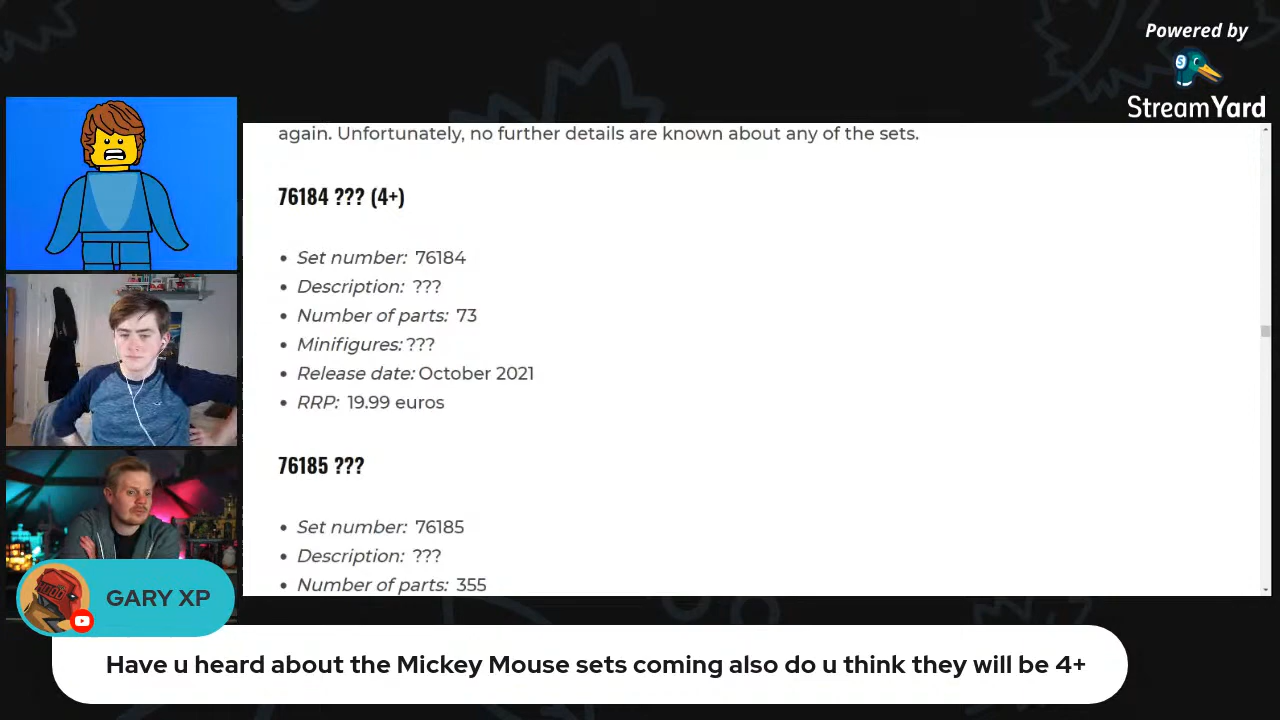 Powered by
StreamYard
again. Unfortunately, no further details are known about any of the sets.
76184 ??? (4+)
• Set number: 76184
• Description: ???
• Number of parts: 73
• Minifigures: ???
• Release date: October 2021
• RRP: 19.99 euros
76185 ???
• Set number: 76185
• Description: ???
• Number of parts: 355
GARY XP
Have u heard about the Mickey Mouse sets coming also do u think they will be 4+